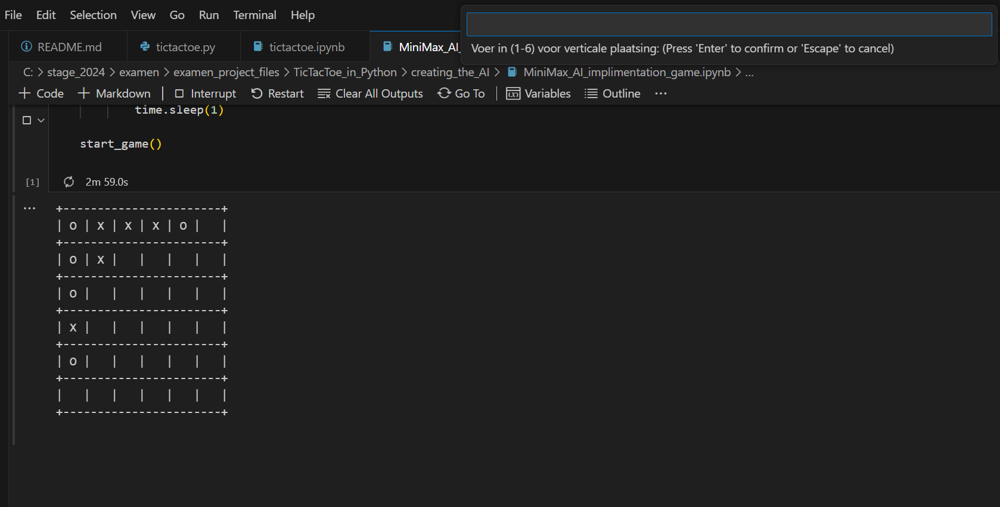 File Edit Selection View Go Run Terminal Help
README.md tictactoe.py tictactoe.ipynb MiniMax_AI_
Voer in (1-6) voor verticale plaatsing: (Press 'Enter' to confirm or 'Escape' to cancel)
C: > stage_2024 > examen > examen_project_files > TicTacToe_in_Python > creating_the_AI > MiniMax_AI_implimentation_game.ipynb > ...
+ Code + Markdown | Interrupt Restart Clear All Outputs Go To | Variables Outline ...
time.sleep(1)
start_game()
[1] 2m 59.0s
+-----------------------+
| O | X | X | X | O |   |
+-----------------------+
| O | X |   |   |   |   |
+-----------------------+
| O |   |   |   |   |   |
+-----------------------+
| X |   |   |   |   |   |
+-----------------------+
| O |   |   |   |   |   |
+-----------------------+
|   |   |   |   |   |   |
+-----------------------+